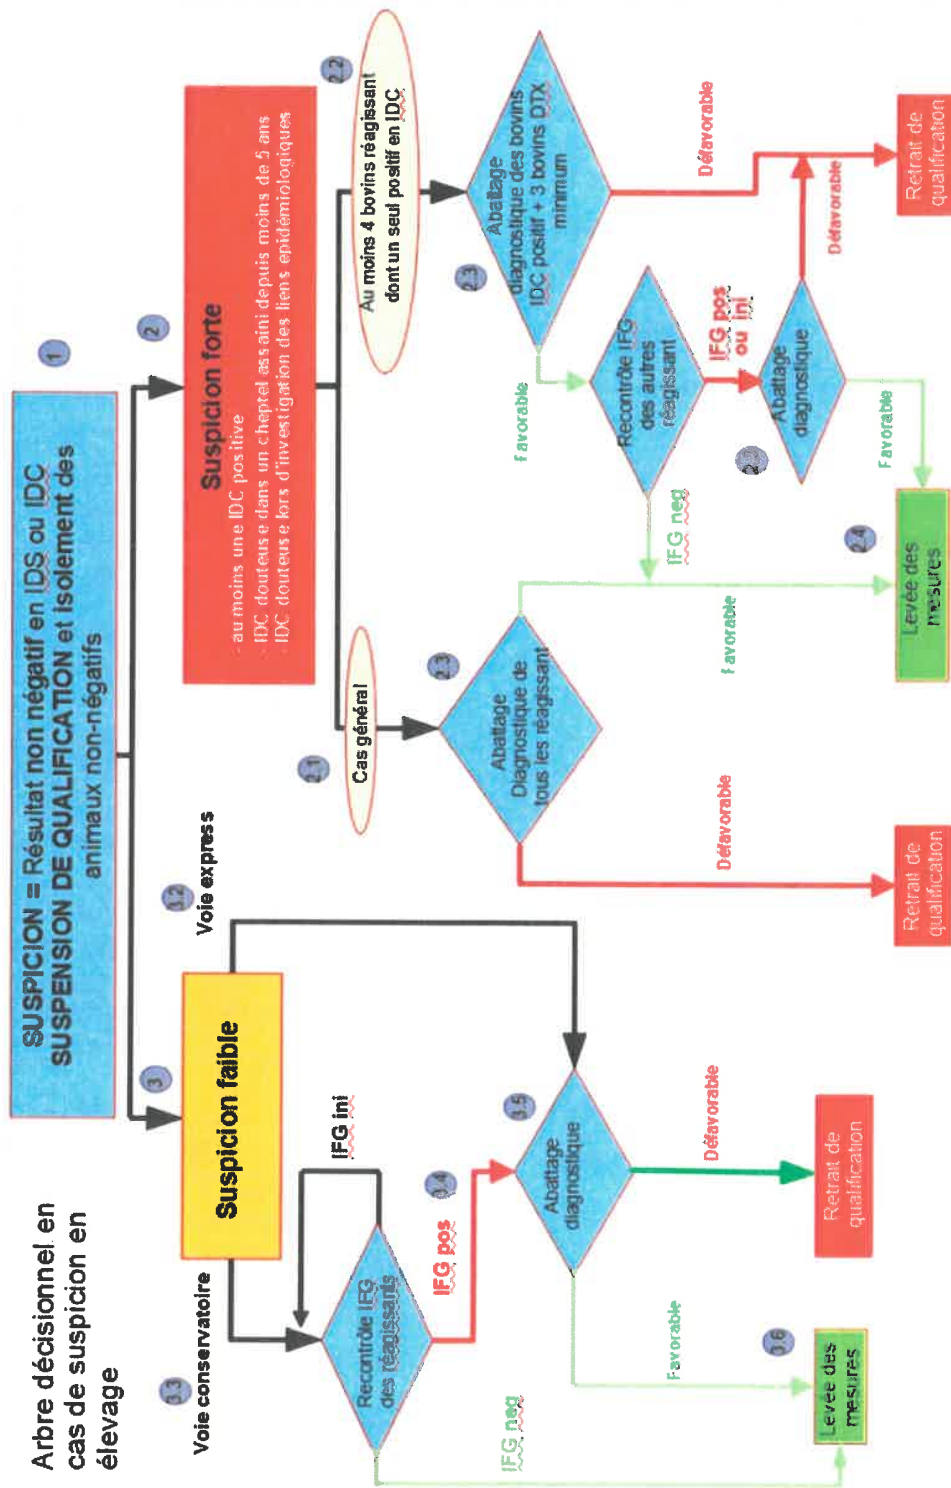 Arbre décisionnel en
cas de suspicion en
élevage
SUSPICION = Résultat non négatif en IDS ou IDC
SUSPENSION DE QUALIFICATION et isolement des
animaux non-négatifs
1
3
2
Suspicion faible
Suspicion forte
- au moins une IDC positive
- IDC douteuse dans un cheptel assaini depuis moins de 5 ans
- IDC douteuse lors d'investigation des liens epidémiologiques
3.3
Voie conservatoire
3.2
Voie express
2.1
Cas général
2.2
Au moins 4 bovins réagissant
dont un seul positif en IDC
Recontrôle IFG
des réagissants
IFG ini
IFG neg
IFG pos
3.4
Abattage
diagnostique
3.5
Favorable
Défavorable
3.6
Levée des
mesures
Retrait de
qualification
Abattage
Diagnostique de
tous les réagissant
2.3
Défavorable
Favorable
Retrait de
qualification
Abattage
diagnostique des bovins
IDC positif + 3 bovins DTX
minimum
2.3
Favorable
Défavorable
Recontrôle IFG
des autres
réagissant
IFG neg
IFG pos
ou ini
Abattage
diagnostique
Favorable
Défavorable
2.4
Levée des
mesures
Retrait de
qualification